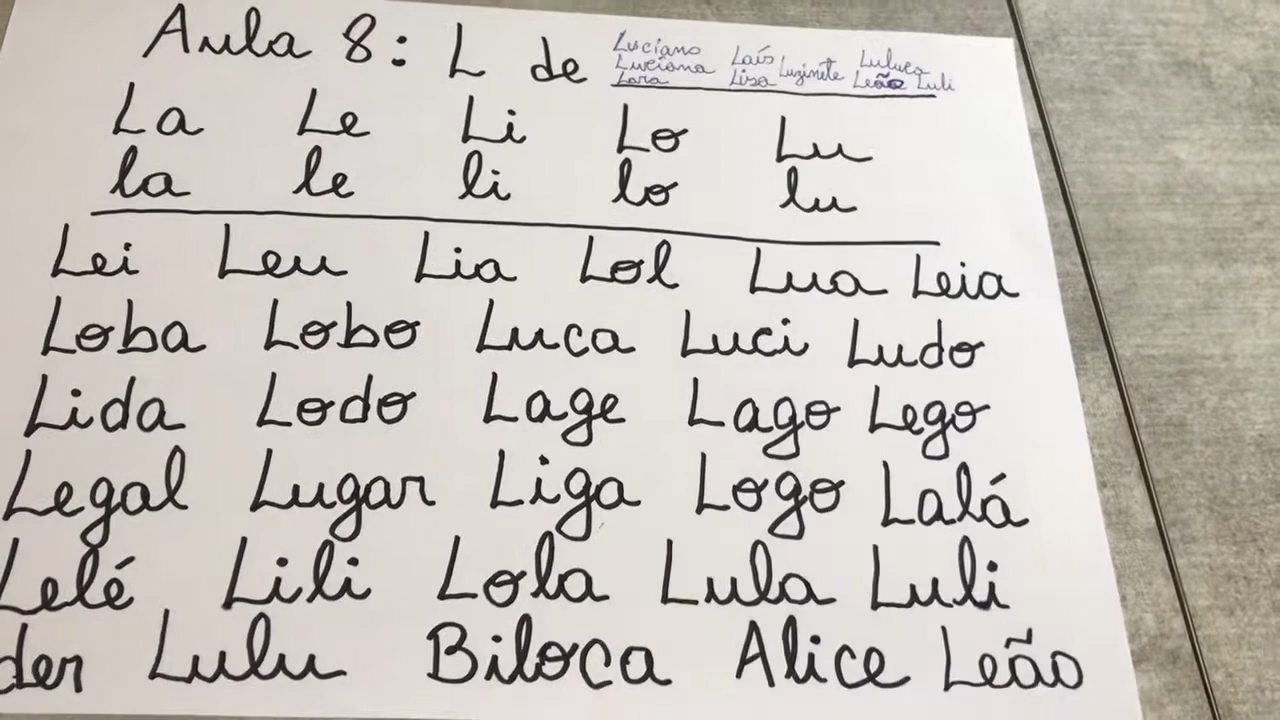 Aula 8: L de
Luciano Laís Luzinete Luluca
Luciana Lisa Leão Luli
Lara
La Le Li Lo Lu
la le li lo lu
Lei Leu Lia Lol Lua Leia
Loba Lobo Luca Luci Ludo
Lida Lodo Lage Lago Lego
Legal Lugar Liga Logo Lalá
Lelé Lili Lola Lula Luli
der Lulu Biloca Alice Leão